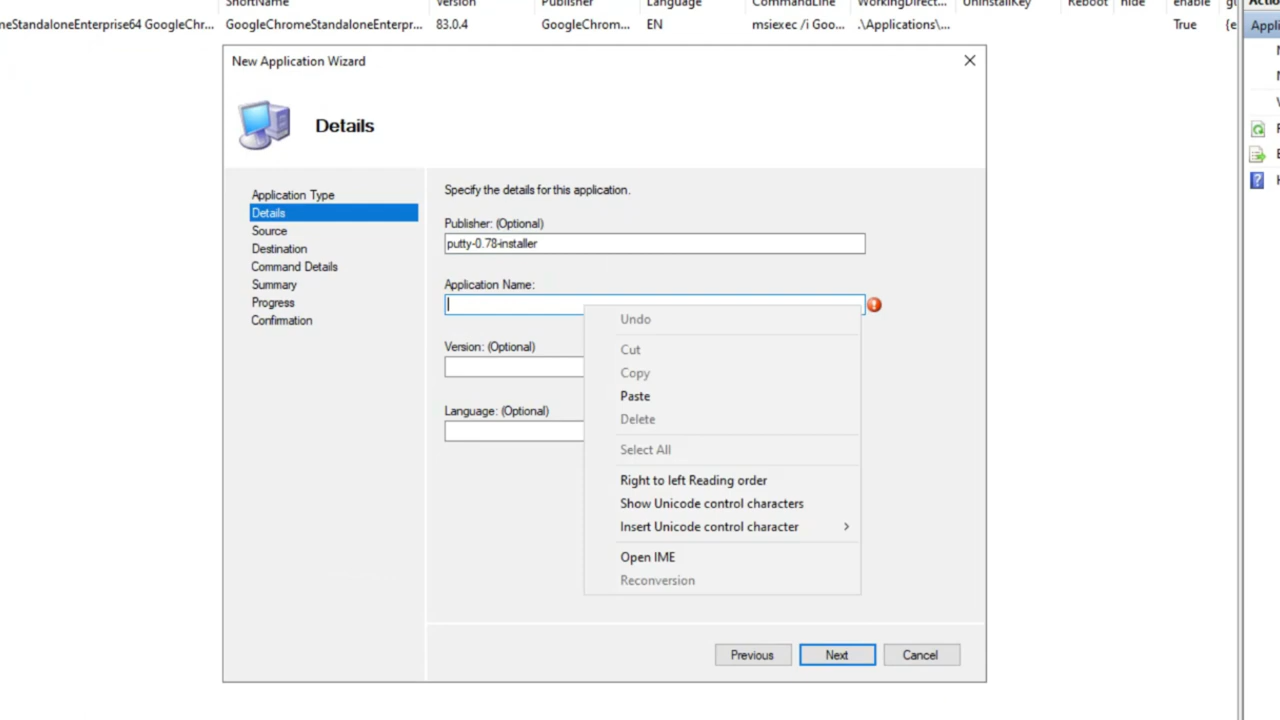 ShortName Version Publisher Language CommandLine WorkingDirect... UninstallKey Reboot hide enable
meStandaloneEnterprise64 GoogleChr... GoogleChromeStandaloneEnterpr... 83.0.4 GoogleChrom... EN msiexec /i Goo... .\Applications\... True {e
New Application Wizard
Details
Application Type
Details
Source
Destination
Command Details
Summary
Progress
Confirmation
Specify the details for this application.
Publisher: (Optional)
putty-0.78-installer
Application Name:
Version: (Optional)
Language: (Optional)
Undo
Cut
Copy
Paste
Delete
Select All
Right to left Reading order
Show Unicode control characters
Insert Unicode control character
Open IME
Reconversion
Previous Next Cancel